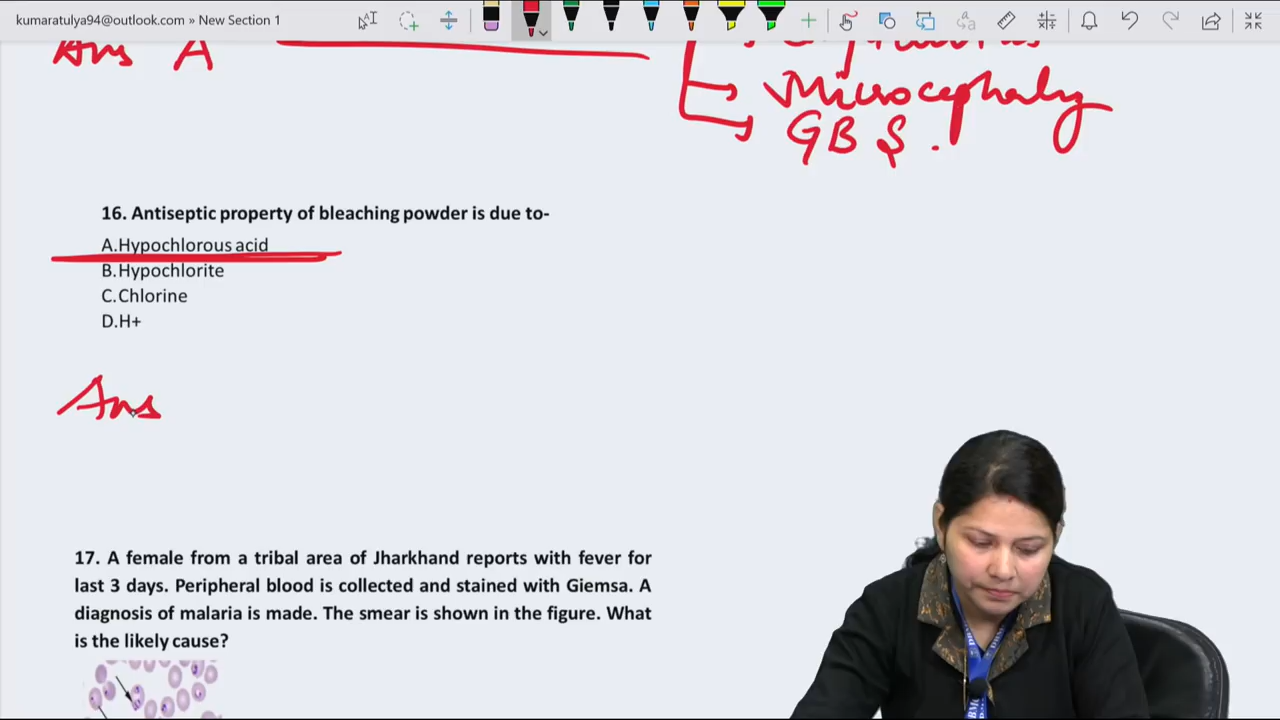 kumaratulya94@outlook.com » New Section 1
Ans A
Microcephaly
GB $.
16. Antiseptic property of bleaching powder is due to-
A.Hypochlorous acid
B.Hypochlorite
C.Chlorine
D.H+
Ans
17. A female from a tribal area of Jharkhand reports with fever for
last 3 days. Peripheral blood is collected and stained with Giemsa. A
diagnosis of malaria is made. The smear is shown in the figure. What
is the likely cause?